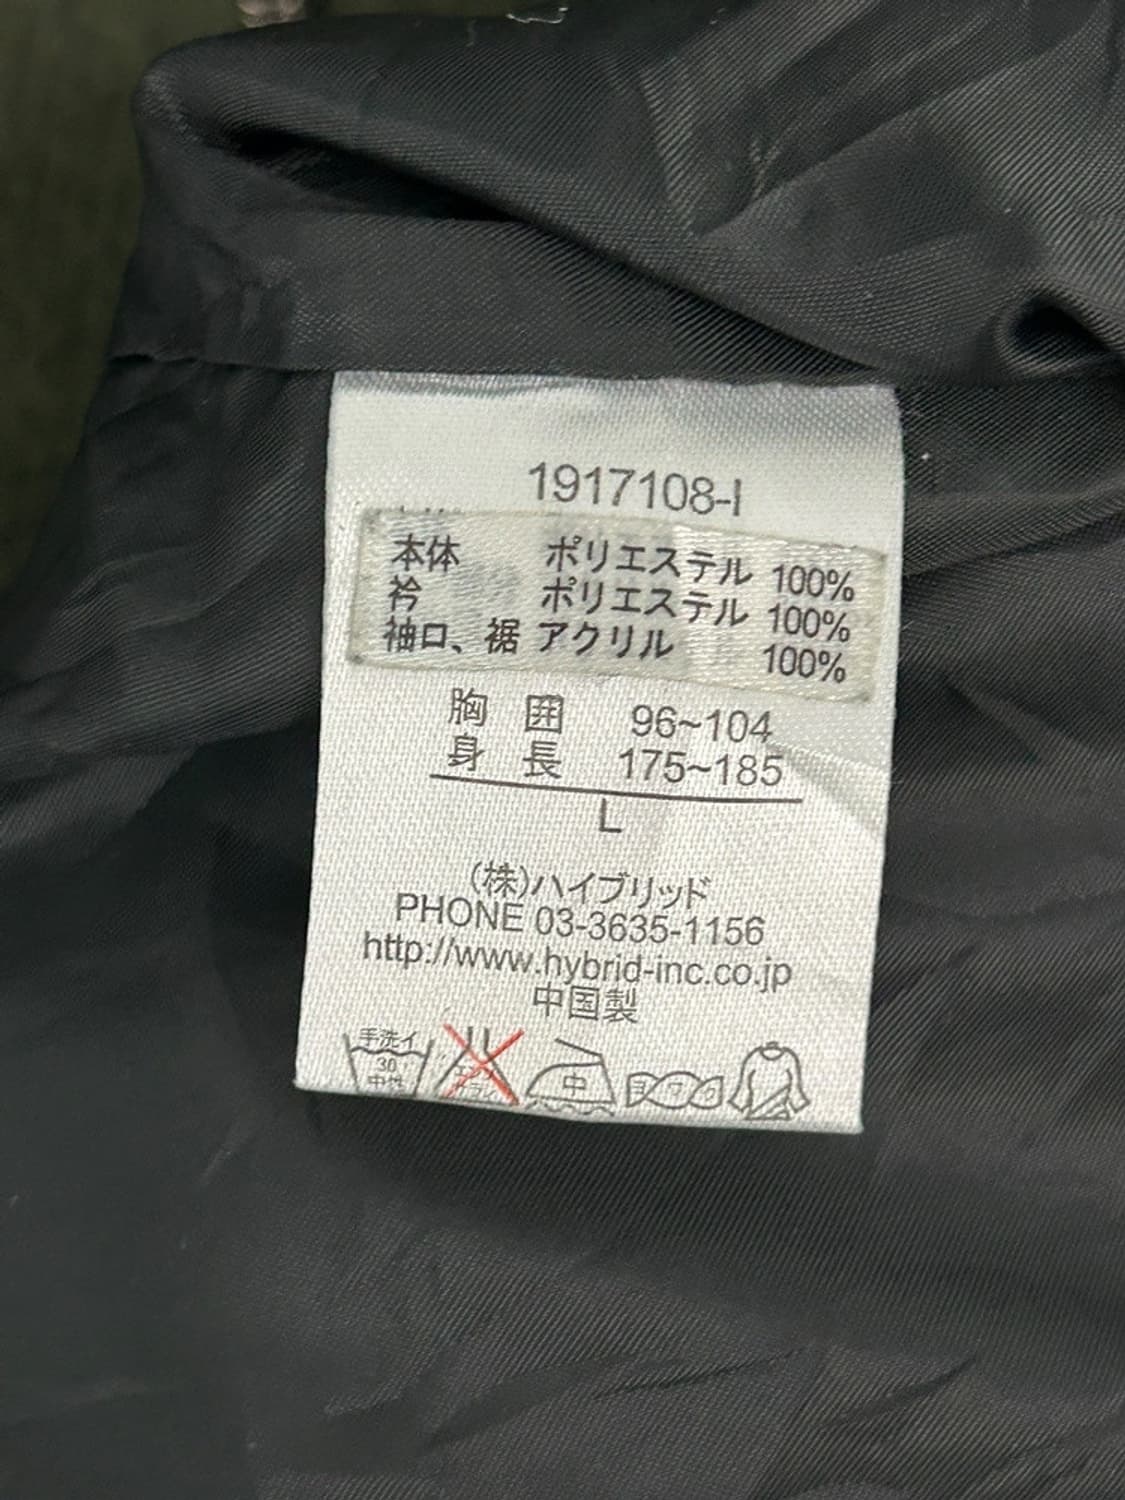 1917108-I
本体 ポリエステル 100%
衿 ポリエステル 100%
袖口、裾 アクリル 100%
胸囲 96~104
身長 175~185
L
(株)ハイブリッド
PHONE 03-3635-1156
http://www.hybrid-inc.co.jp
中国製
手洗イ
30
中性
中